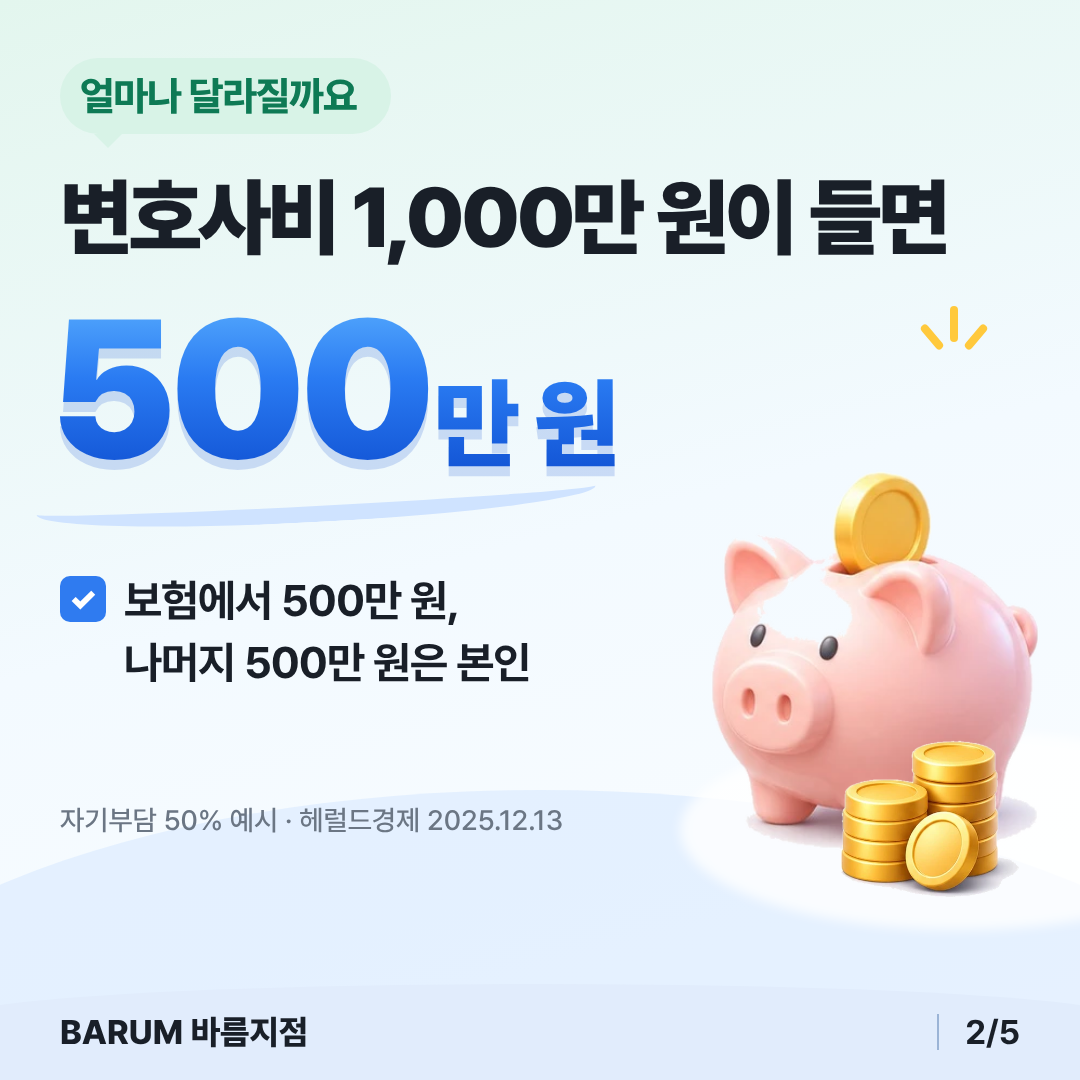 얼마나 달라질까요
변호사비 1,000만 원이 들면
500만 원
보험에서 500만 원,
나머지 500만 원은 본인
자기부담 50% 예시 · 헤럴드경제 2025.12.13
BARUM 바름지점
2/5